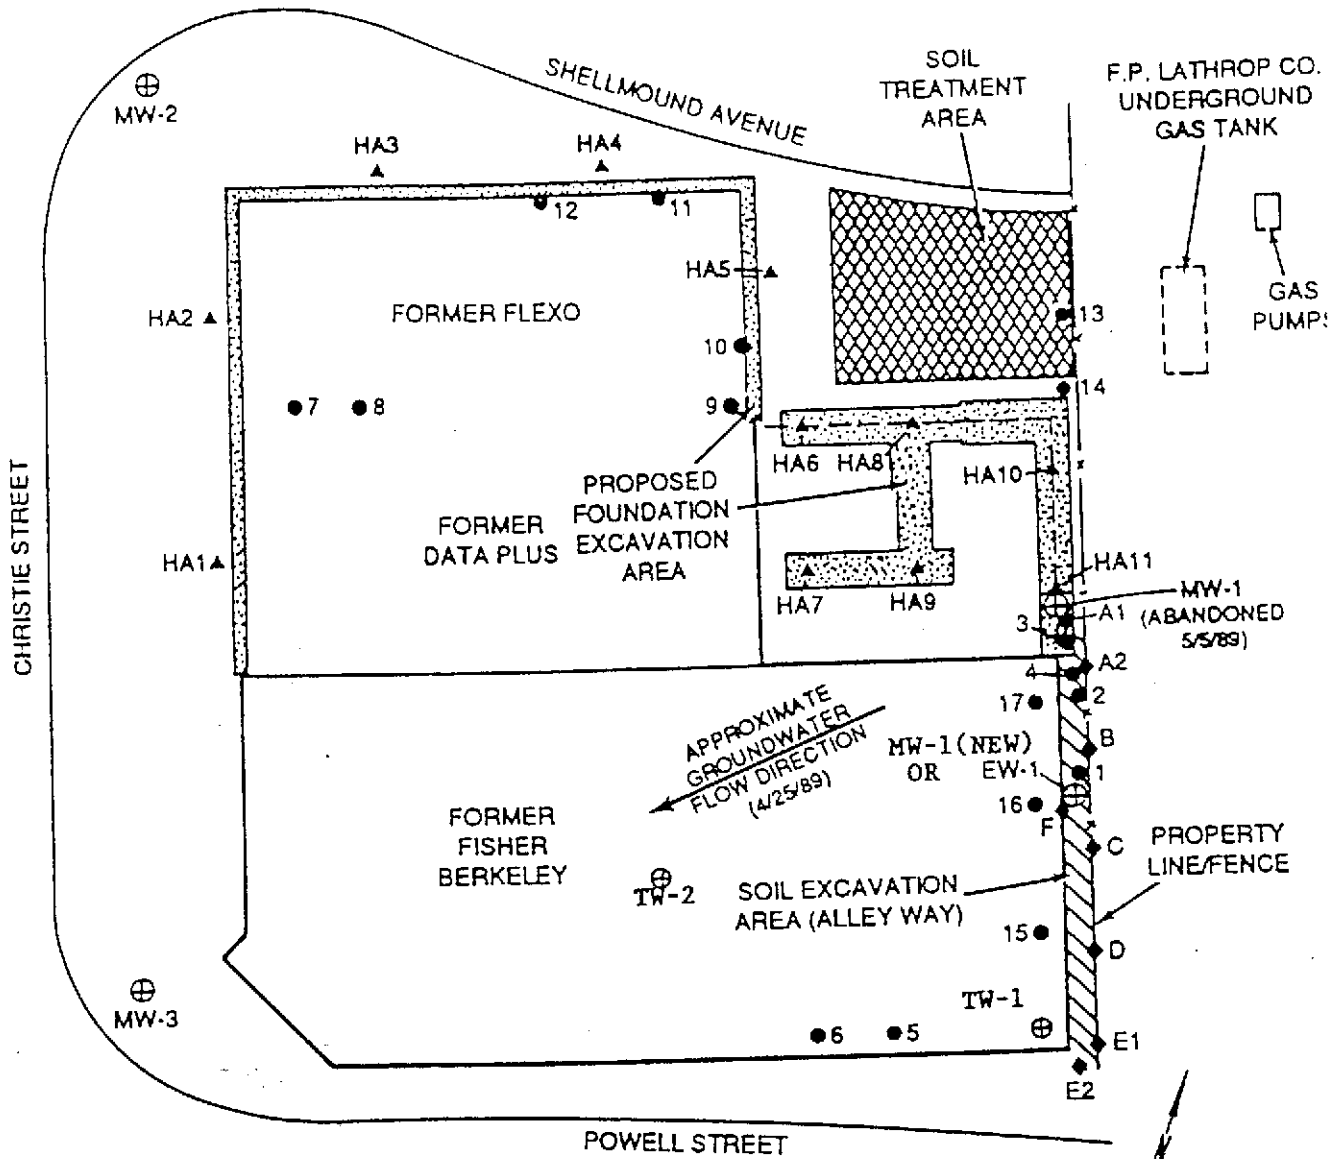 SHELLMOUND AVENUE
SOIL
TREATMENT
AREA
F.P. LATHROP CO.
UNDERGROUND
GAS TANK
MW-2
HA3
HA4
12
11
HA5
HA2
FORMER FLEXO
13
GAS
PUMPS
10
14
7
8
9
HA6
HA8
HA10
PROPOSED
FOUNDATION
EXCAVATION
AREA
FORMER
DATA PLUS
CHRISTIE STREET
HA1
HA7
HA9
HA11
MW-1
(ABANDONED
5/5/89)
A1
3
A2
4
2
17
APPROXIMATE
GROUNDWATER
FLOW DIRECTION
(4/25/89)
MW-1(NEW)
OR
EW-1
B
1
16
F
C
PROPERTY
LINE/FENCE
FORMER
FISHER
BERKELEY
TW-2
SOIL EXCAVATION
AREA (ALLEY WAY)
15
D
MW-3
TW-1
6
5
E1
E2
POWELL STREET